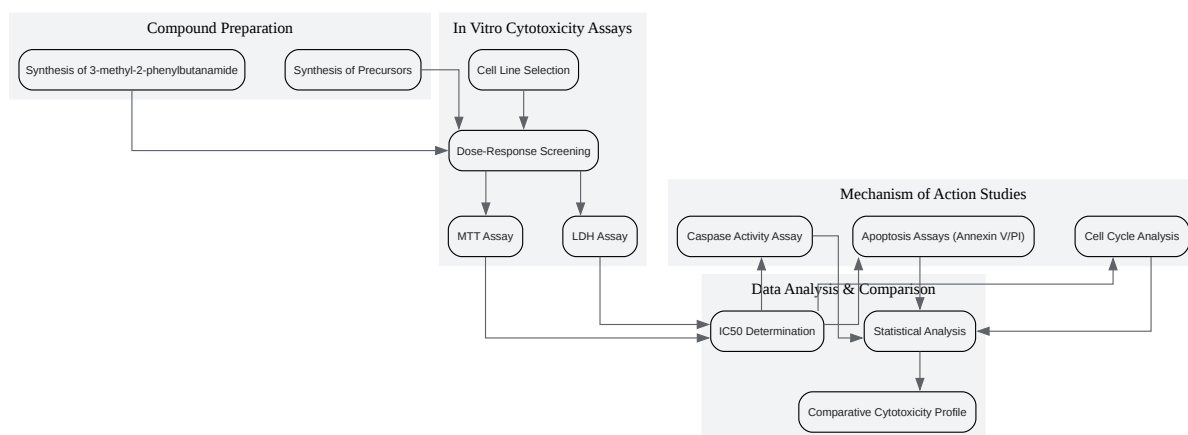 Compound Preparation
Synthesis of 3-methyl-2-phenylbutanamide
Synthesis of Precursors
In Vitro Cytotoxicity Assays
Cell Line Selection
Dose-Response Screening
MTT Assay
LDH Assay
Mechanism of Action Studies
Caspase Activity Assay
Apoptosis Assays (Annexin V/PI)
Cell Cycle Analysis
Data Analysis & Comparison
IC50 Determination
Statistical Analysis
Comparative Cytotoxicity Profile